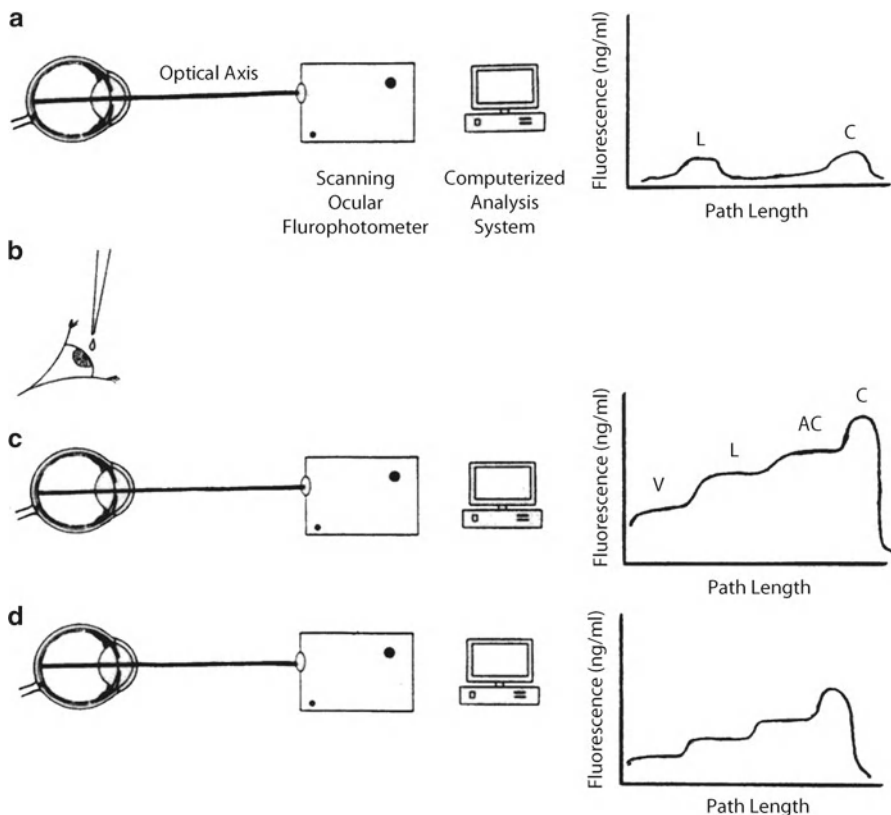 a
Optical Axis
Scanning
Ocular
Flurophotometer
Computerized
Analysis
System
Fluorescence (ng/ml)
L
C
Path Length
b
c
Fluorescence (ng/ml)
V
L
AC
C
Path Length
d
Fluorescence (ng/ml)
Path Length